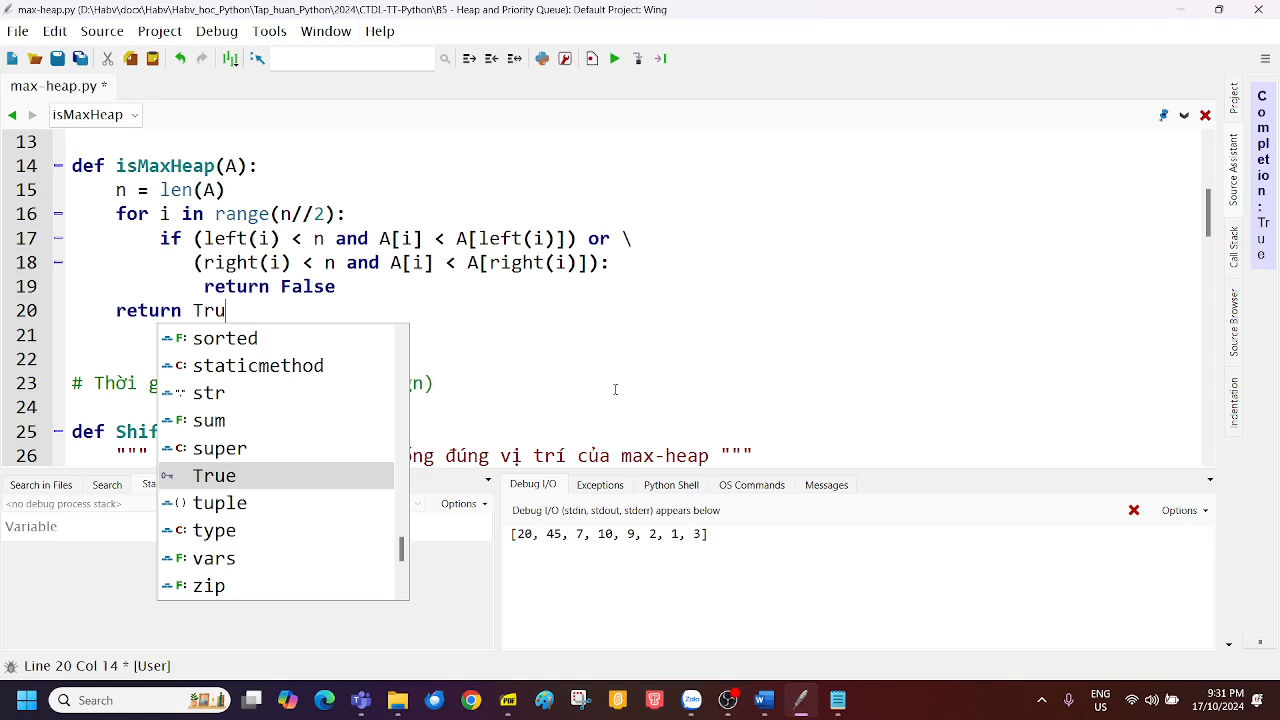 max-heap.py (D:\Habv\docx\Habv\Habv_hoc_Python\Tap_huan_Python\2024\CTDL-TT-Python\B5 - Heap and Priority Queue): Default Project: Wing
File Edit Source Project Debug Tools Window Help
max-heap.py *
isMaxHeap
13
14 def isMaxHeap(A):
15 n = len(A)
16 for i in range(n//2):
17 if (left(i) < n and A[i] < A[left(i)]) or \
18 (right(i) < n and A[i] < A[right(i)]):
19 return False
20 return Tru
21
22
23 # Thời g n)
24
25 def Shif
26 """ ống đúng vị trí của max-heap """
F: sorted
C: staticmethod
str
F: sum
C: super
True
() tuple
C: type
F: vars
F: zip
Search in Files Search Sta
<no debug process stack> Options
Variable
Debug I/O Exceptions Python Shell OS Commands Messages
Debug I/O (stdin, stdout, stderr) appears below Options
[20, 45, 7, 10, 9, 2, 1, 3]
Project
Source Assistant
Call Stack
Source Browser
Indentation
Completion: True
Line 20 Col 14 * [User]
Search
PDF
Zalo
ENG
US
9:31 PM
17/10/2024